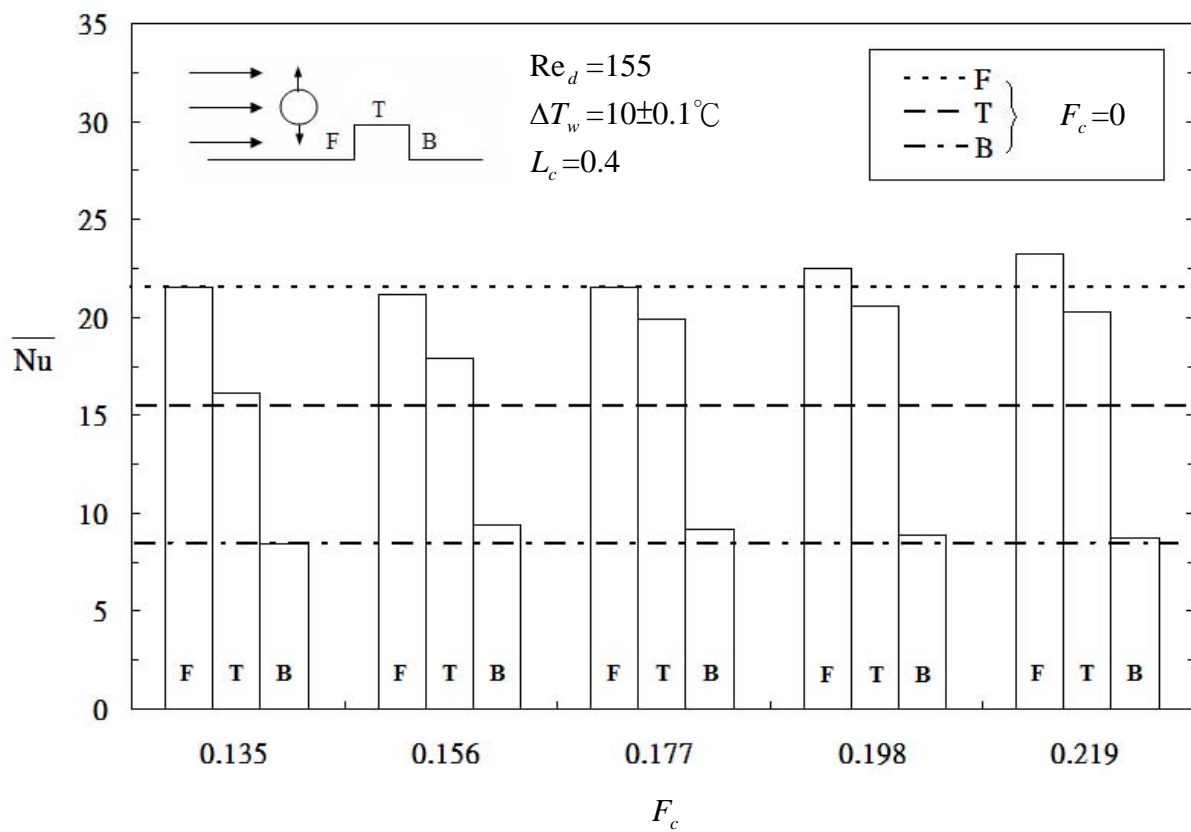 35
30
25
20
15
10
5
0
Nu
T
F B
Re_d =155
ΔT_w =10±0.1℃
L_c =0.4
F
T
B
F_c =0
F T B F T B F T B F T B F T B
0.135 0.156 0.177 0.198 0.219
F_c